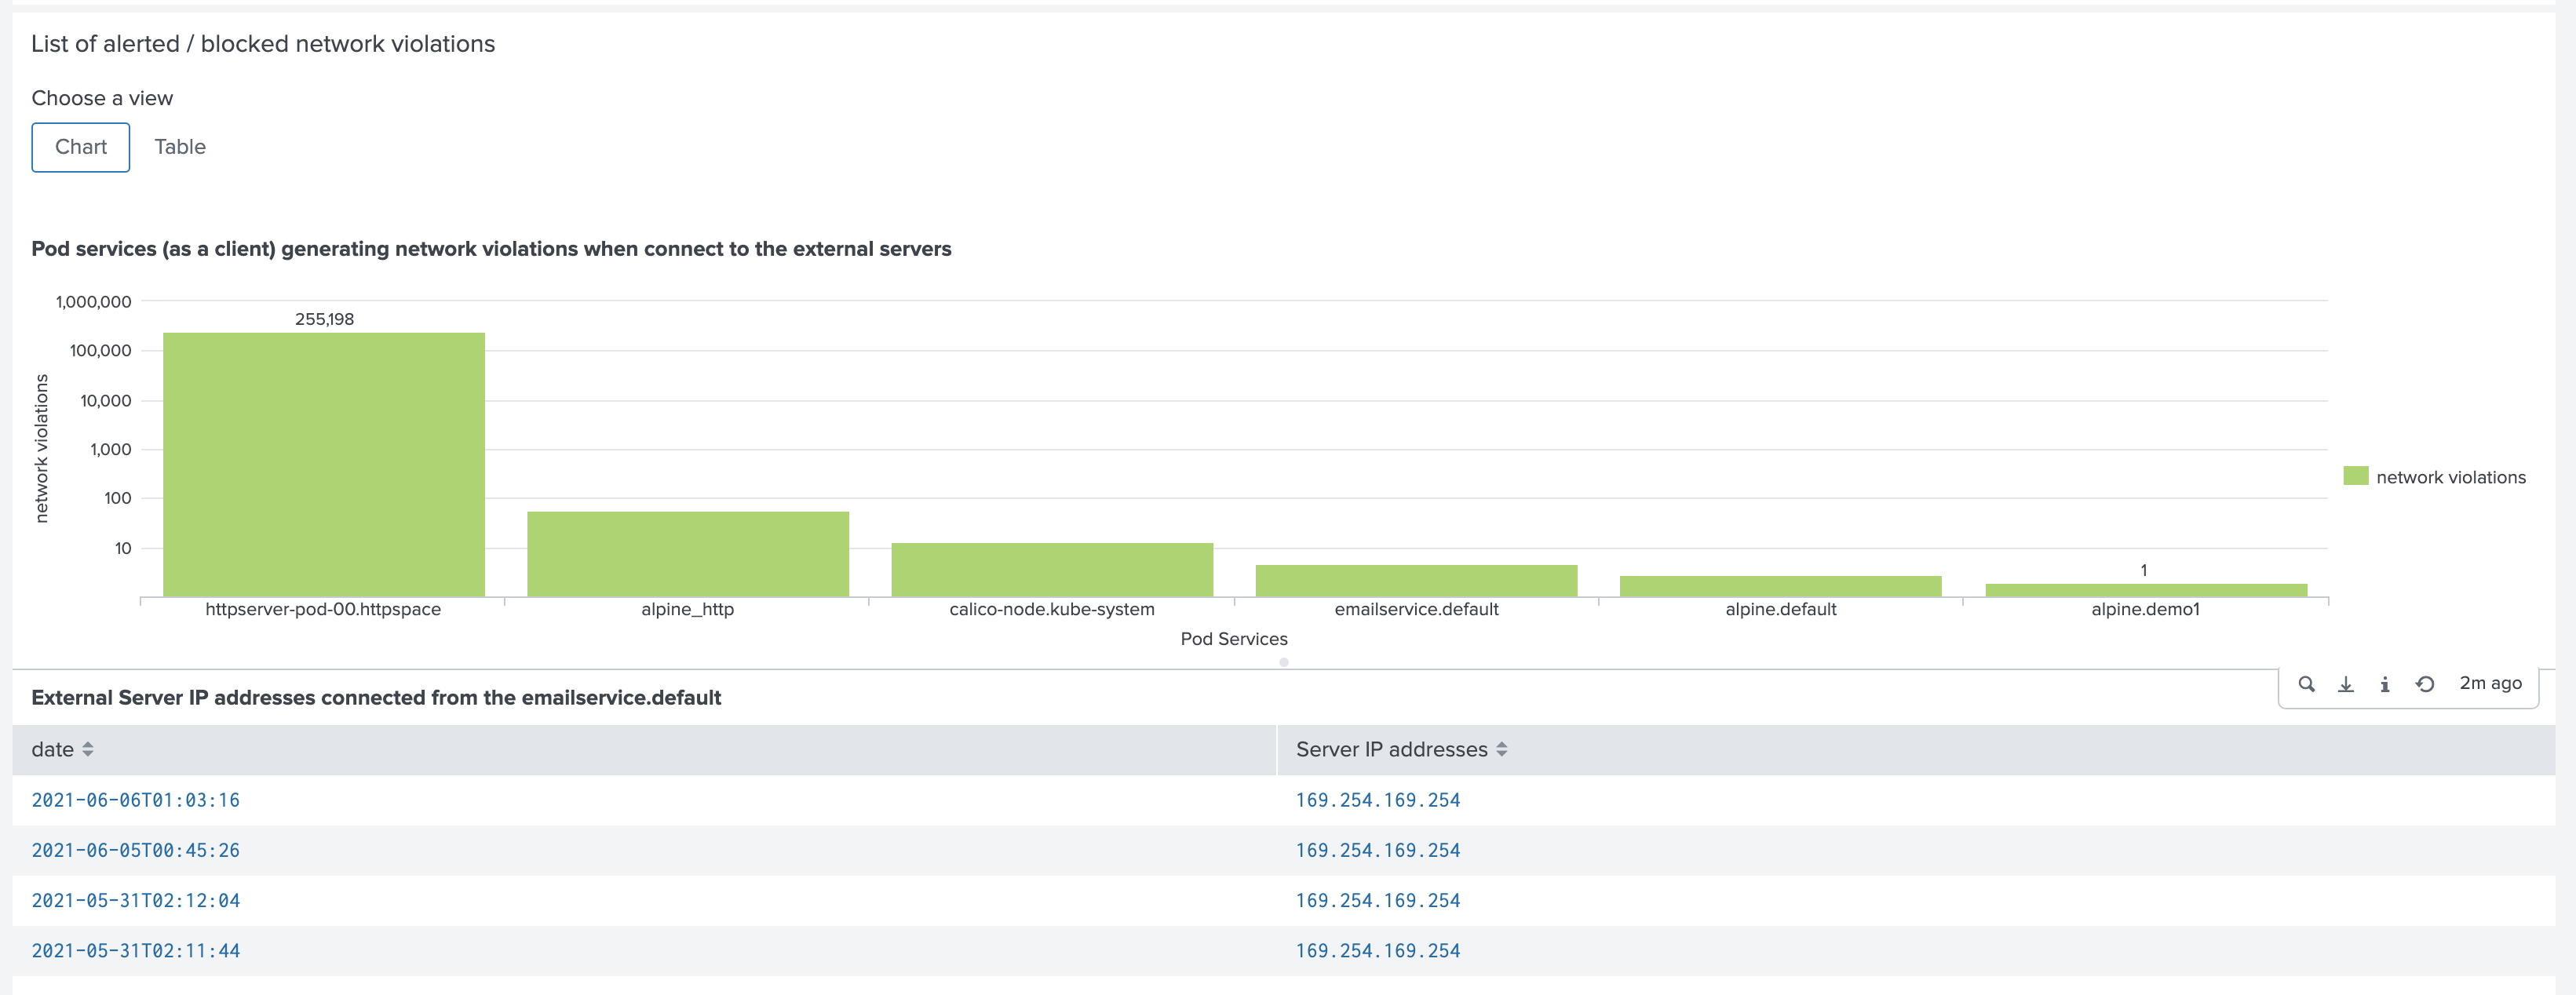 List of alerted / blocked network violations
Choose a view
Chart Table
Pod services (as a client) generating network violations when connect to the external servers
1,000,000
255,198
100,000
10,000
1,000
100
10
1
network violations
network violations
httpserver-pod-00.httpspace alpine_http calico-node.kube-system emailservice.default alpine.default alpine.demo1
Pod Services
2m ago
External Server IP addresses connected from the emailservice.default
date Server IP addresses
2021-06-06T01:03:16 169.254.169.254
2021-06-05T00:45:26 169.254.169.254
2021-05-31T02:12:04 169.254.169.254
2021-05-31T02:11:44 169.254.169.254